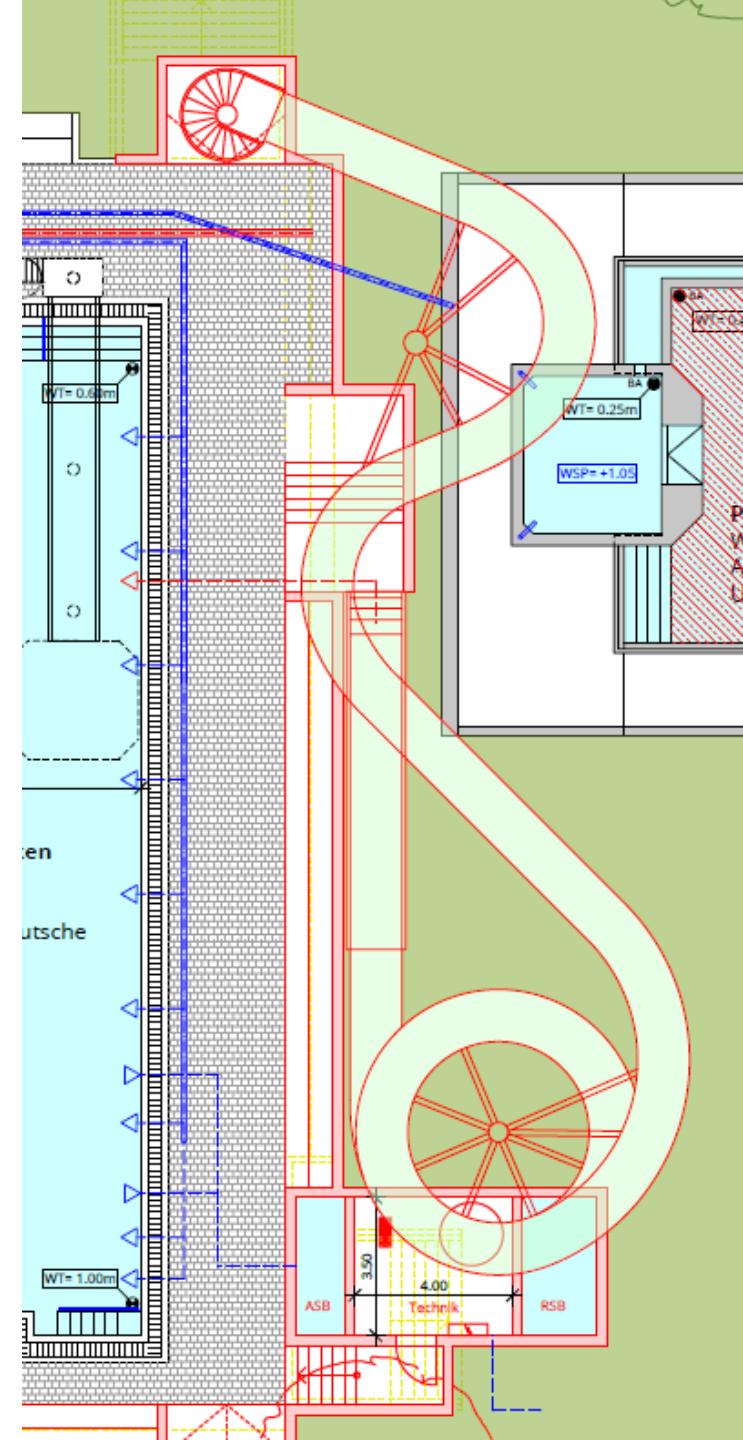 BA
WT= 0.60m
WT= 0.25m
BA
WSP= +1.05
P
W
A
U
ken
utsche
WT= 1.00m
3.50
4.00
ASB
Technik
RSB